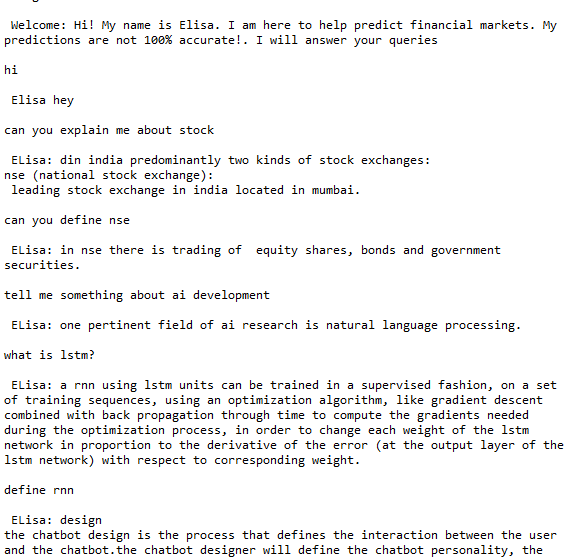 Welcome: Hi! My name is Elisa. I am here to help predict financial markets. My
predictions are not 100% accurate!. I will answer your queries
hi
Elisa hey
can you explain me about stock
ELisa: din india predominantly two kinds of stock exchanges:
nse (national stock exchange):
leading stock exchange in india located in mumbai.
can you define nse
ELisa: in nse there is trading of  equity shares, bonds and government
securities.
tell me something about ai development
ELisa: one pertinent field of ai research is natural language processing.
what is lstm?
ELisa: a rnn using lstm units can be trained in a supervised fashion, on a set
of training sequences, using an optimization algorithm, like gradient descent
combined with back propagation through time to compute the gradients needed
during the optimization process, in order to change each weight of the lstm
network in proportion to the derivative of the error (at the output layer of the
lstm network) with respect to corresponding weight.
define rnn
ELisa: design
the chatbot design is the process that defines the interaction between the user
and the chatbot.the chatbot designer will define the chatbot personality, the